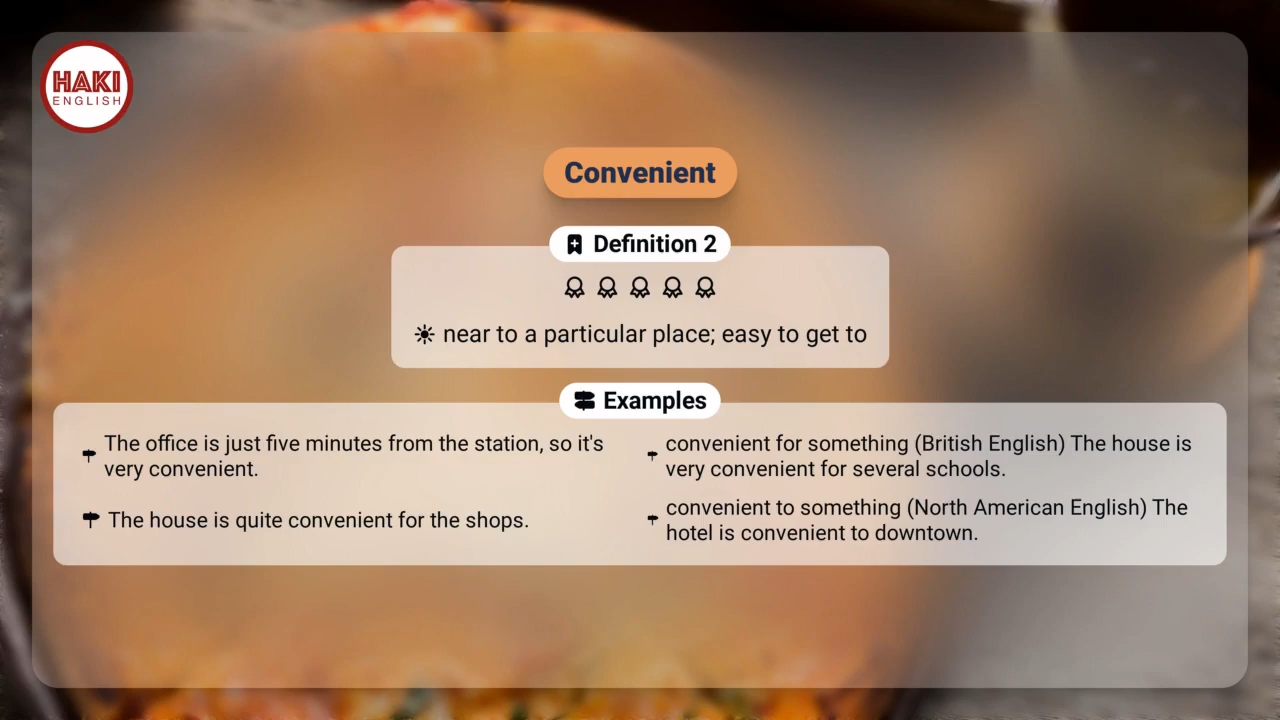 HAKI
ENGLISH
Convenient
Definition 2
near to a particular place; easy to get to
Examples
The office is just five minutes from the station, so it's
very convenient.
The house is quite convenient for the shops.
convenient for something (British English) The house is
very convenient for several schools.
convenient to something (North American English) The
hotel is convenient to downtown.